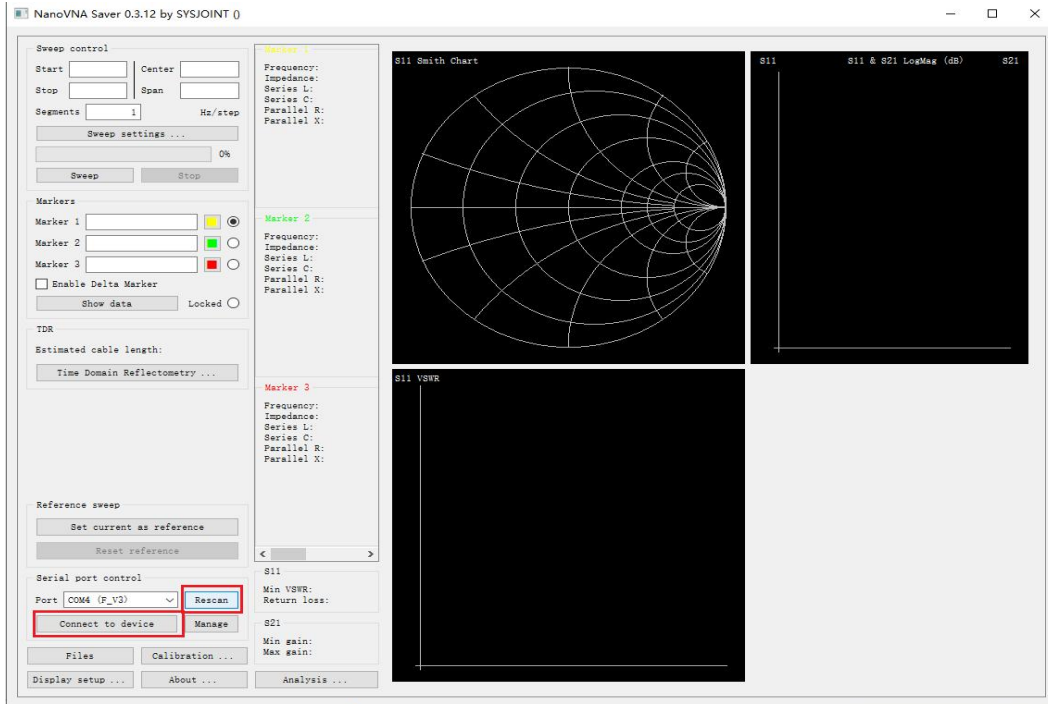 NanoVNA Saver 0.3.12 by SYSJOINT ()
Sweep control
Start
Center
Stop
Span
Segments 1 Hz/step
Sweep settings ...
0%
Sweep
Stop
Markers
Marker 1
Marker 2
Marker 3
Enable Delta Marker
Show data
Locked
TDR
Estimated cable length:
Time Domain Reflectometry ...
Reference sweep
Set current as reference
Reset reference
Serial port control
Port COM4 (F_V3) Rescan
Connect to device
Manage
Files
Calibration ...
Display setup ...
About ...
Marker 1
Frequency:
Impedance:
Series L:
Series C:
Parallel R:
Parallel X:
Marker 2
Frequency:
Impedance:
Series L:
Series C:
Parallel R:
Parallel X:
Marker 3
Frequency:
Impedance:
Series L:
Series C:
Parallel R:
Parallel X:
S11
Min VSWR:
Return loss:
S21
Min gain:
Max gain:
Analysis ...
S11 Smith Chart
S11
S11 & S21 LogMag (dB)
S21
S11 VSWR